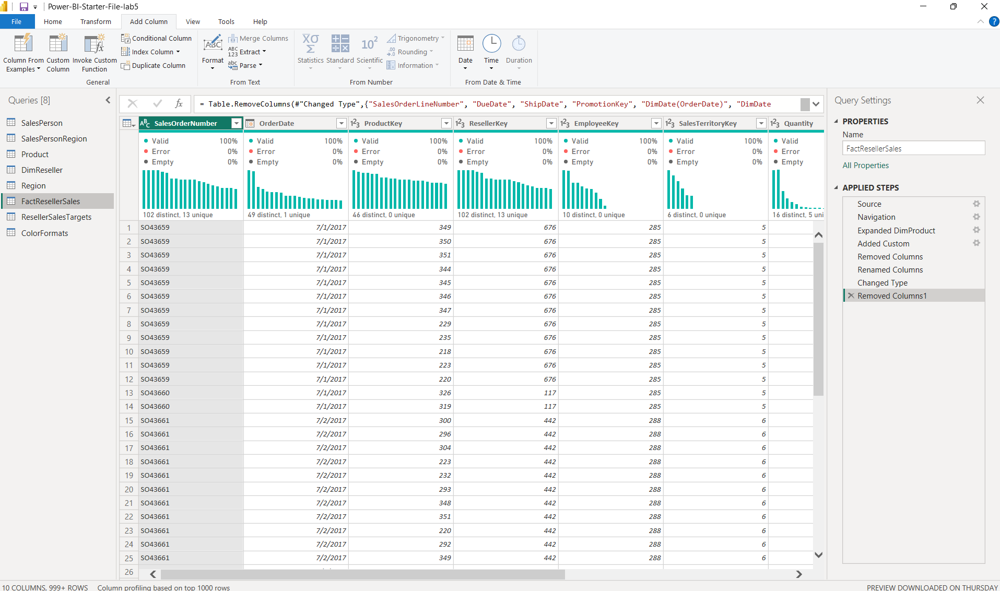 Power-BI-Starter-File-lab5
File Home Transform Add Column View Tools Help
Column From Examples
Custom Column
Invoke Custom Function
Conditional Column
Index Column
Duplicate Column
General
Format
Merge Columns
Extract
Parse
From Text
Statistics
Standard
Scientific
Trigonometry
Rounding
Information
From Number
Date
Time
Duration
From Date & Time
Queries [8]
SalesPerson
SalesPersonRegion
Product
DimReseller
Region
FactResellerSales
ResellerSalesTargets
ColorFormats
fx = Table.RemoveColumns(#"Changed Type",{"SalesOrderLineNumber", "DueDate", "ShipDate", "PromotionKey", "DimDate(OrderDate)", "DimDate
SalesOrderNumber OrderDate ProductKey ResellerKey EmployeeKey SalesTerritoryKey Quantity
Valid 100% Valid 100% Valid 100% Valid 100% Valid 100% Valid 100% Valid
Error 0% Error 0% Error 0% Error 0% Error 0% Error 0% Error
Empty 0% Empty 0% Empty 0% Empty 0% Empty 0% Empty 0% Empty
102 distinct, 13 unique 49 distinct, 1 unique 46 distinct, 0 unique 102 distinct, 13 unique 10 distinct, 0 unique 6 distinct, 0 unique 16 distinct, 5 uni
1 SO43659 7/1/2017 349 676 285 5
2 SO43659 7/1/2017 350 676 285 5
3 SO43659 7/1/2017 351 676 285 5
4 SO43659 7/1/2017 344 676 285 5
5 SO43659 7/1/2017 345 676 285 5
6 SO43659 7/1/2017 346 676 285 5
7 SO43659 7/1/2017 347 676 285 5
8 SO43659 7/1/2017 229 676 285 5
9 SO43659 7/1/2017 235 676 285 5
10 SO43659 7/1/2017 218 676 285 5
11 SO43659 7/1/2017 223 676 285 5
12 SO43659 7/1/2017 220 676 285 5
13 SO43660 7/1/2017 326 117 285 5
14 SO43660 7/1/2017 319 117 285 5
15 SO43661 7/2/2017 300 442 288 6
16 SO43661 7/2/2017 296 442 288 6
17 SO43661 7/2/2017 304 442 288 6
18 SO43661 7/2/2017 223 442 288 6
19 SO43661 7/2/2017 232 442 288 6
20 SO43661 7/2/2017 293 442 288 6
21 SO43661 7/2/2017 348 442 288 6
22 SO43661 7/2/2017 351 442 288 6
23 SO43661 7/2/2017 220 442 288 6
24 SO43661 7/2/2017 292 442 288 6
25 SO43661 7/2/2017 349 442 288 6
26
Query Settings
PROPERTIES
Name
FactResellerSales
All Properties
APPLIED STEPS
Source
Navigation
Expanded DimProduct
Added Custom
Removed Columns
Renamed Columns
Changed Type
Removed Columns1
10 COLUMNS, 999+ ROWS Column profiling based on top 1000 rows PREVIEW DOWNLOADED ON THURSDAY